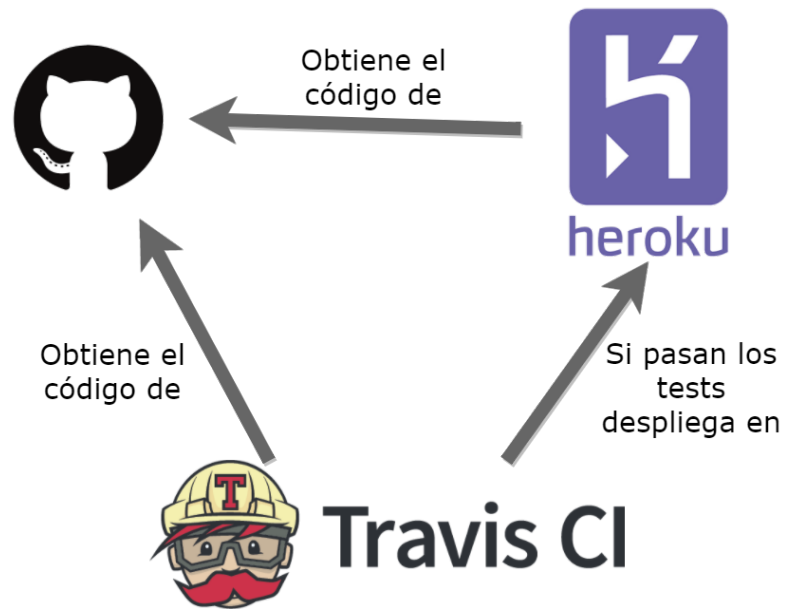 Obtiene el
código de
heroku
Obtiene el
código de
Si pasan los
tests
despliega en
T
Travis CI